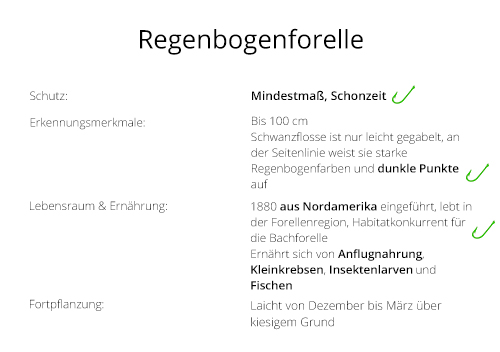 Regenbogenforelle
Schutz:
Mindestmaß, Schonzeit
Erkennungsmerkmale:
Bis 100 cm
Schwanzflosse ist nur leicht gegabelt, an
der Seitenlinie weist sie starke
Regenbogenfarben und dunkle Punkte
auf
Lebensraum & Ernährung:
1880 aus Nordamerika eingeführt, lebt in
der Forellenregion, Habitatkonkurrent für
die Bachforelle
Ernährt sich von Anflugnahrung,
Kleinkrebsen, Insektenlarven und
Fischen
Fortpflanzung:
Laicht von Dezember bis März über
kiesigem Grund